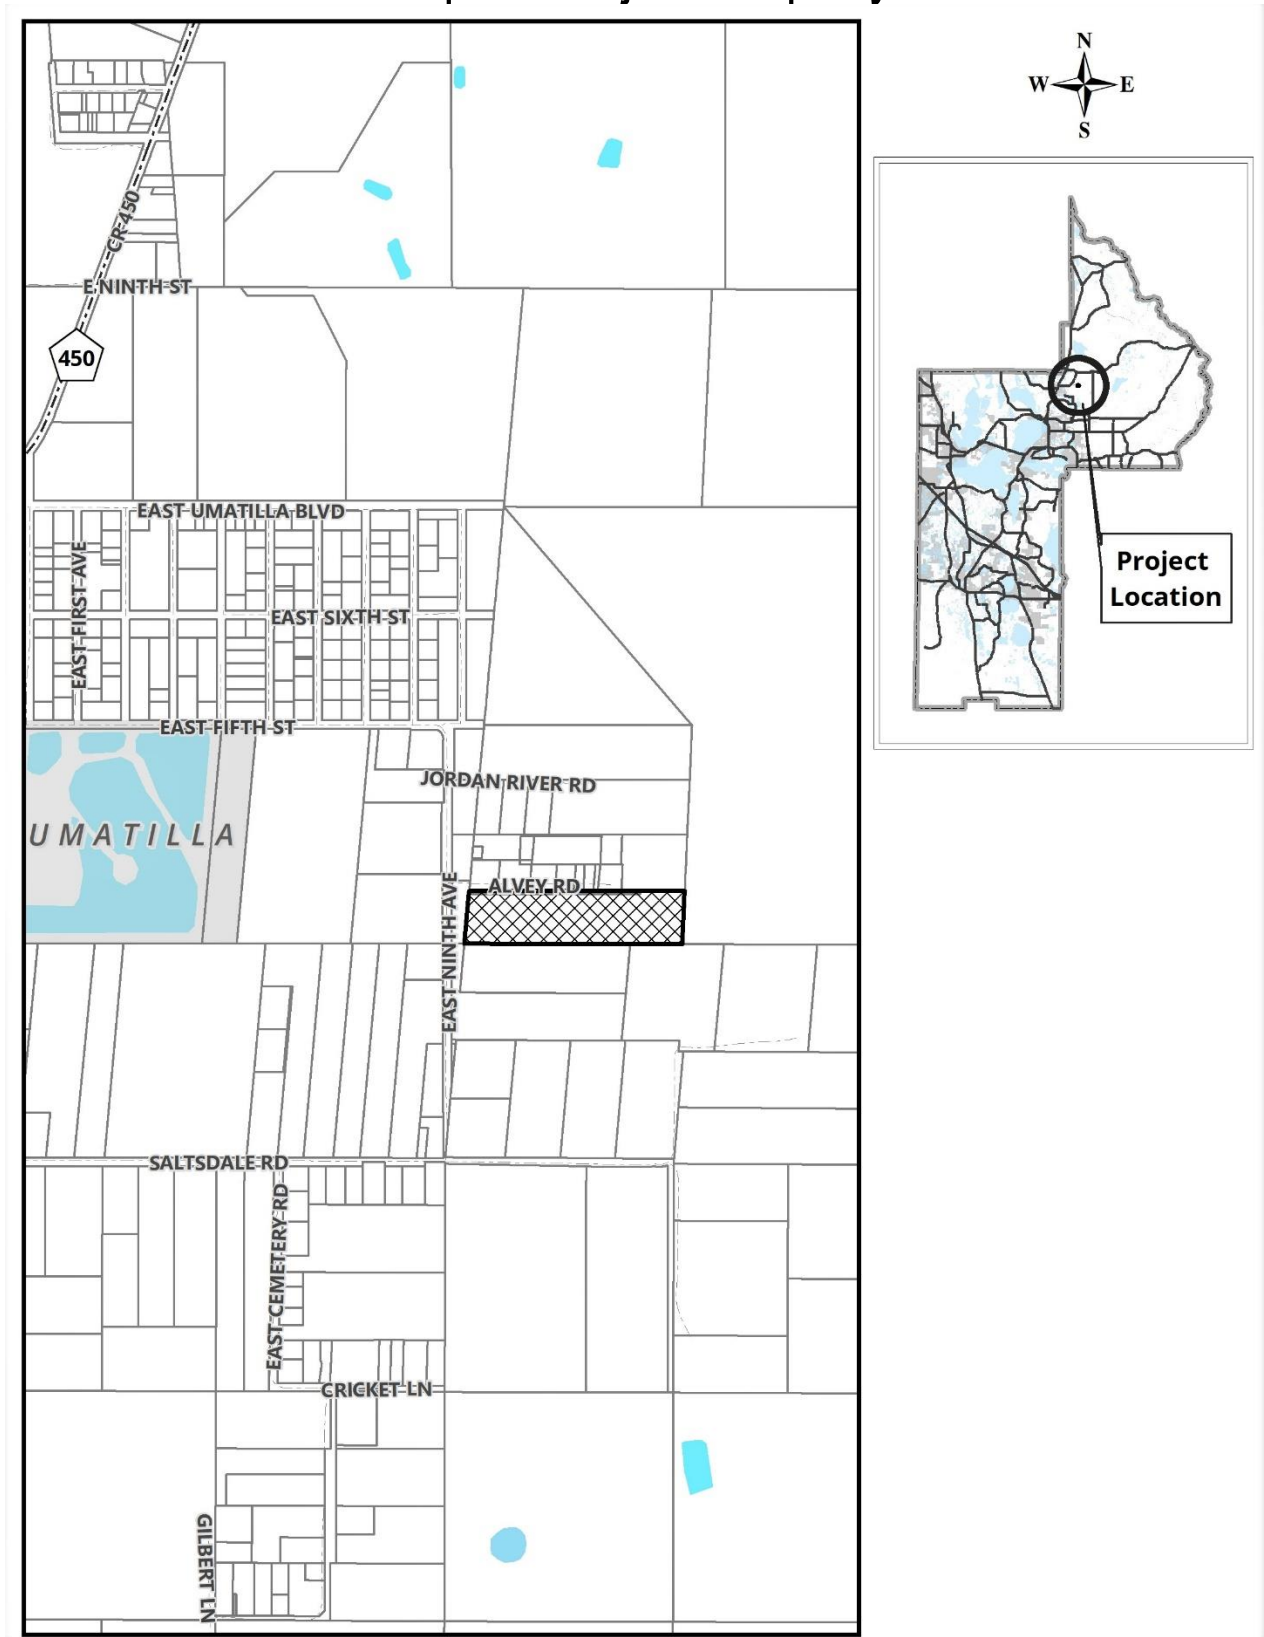 N
W E
S
CR 450
E NINTH ST
450
EAST UMATILLA BLVD
EAST FIRST AVE
EAST SIXTH ST
EAST FIFTH ST
JORDAN RIVER RD
UMATILLA
ALVEY RD
EAST NINTH AVE
SALTSDALE RD
EAST CEMETERY RD
CRICKET LN
GILBERT LN
Project
Location